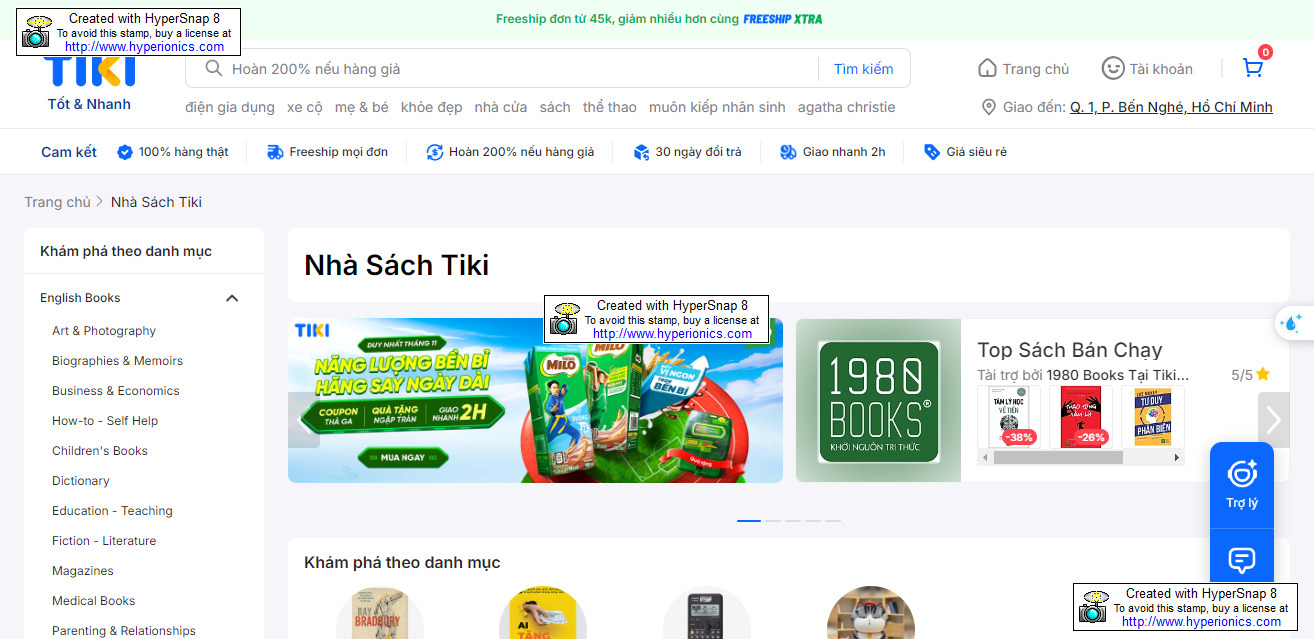 Created with HyperSnap 8
To avoid this stamp, buy a license at
http://www.hyperionics.com
Freeship đơn từ 45k, giảm nhiều hơn cùng FREESHIP XTRA
TIKI
Tốt & Nhanh
Hoàn 200% nếu hàng giả
Tìm kiếm
Trang chủ
Tài khoản
0
điện gia dụng xe cộ mẹ & bé khỏe đẹp nhà cửa sách thể thao muôn kiếp nhân sinh agatha christie
Giao đến: Q. 1, P. Bến Nghé, Hồ Chí Minh
Cam kết
100% hàng thật
Freeship mọi đơn
Hoàn 200% nếu hàng giả
30 ngày đổi trả
Giao nhanh 2h
Giá siêu rẻ
Trang chủ > Nhà Sách Tiki
Khám phá theo danh mục
English Books
Art & Photography
Biographies & Memoirs
Business & Economics
How-to - Self Help
Children's Books
Dictionary
Education - Teaching
Fiction - Literature
Magazines
Medical Books
Parenting & Relationships
Nhà Sách Tiki
Created with HyperSnap 8
To avoid this stamp, buy a license at
http://www.hyperionics.com
TIKI
DUY NHẤT THÁNG 11
NĂNG LƯỢNG BỀN BỈ
HĂNG SAY NGÀY DÀI
COUPON
THẢ GA
QUÀ TẶNG
NGẬP TRÀN
GIAO
NHANH 2H
MUA NGAY
MILO
MILO
VỊ NGON
BỀN BỈ
Quà tặng
1980
BOOKS®
KHƠI NGUỒN TRI THỨC
Top Sách Bán Chạy
Tài trợ bởi 1980 Books Tại Tiki...
5/5
TÂM LÝ HỌC
VỀ TIỀN
-38%
THAO TÚNG
TÂM LÝ
-26%
TƯ DUY
PHẢN BIỆN
Trợ lý
Khám phá theo danh mục
RAY
BRADBURY
AI
TĂNG
Created with HyperSnap 8
To avoid this stamp, buy a license at
http://www.hyperionics.com